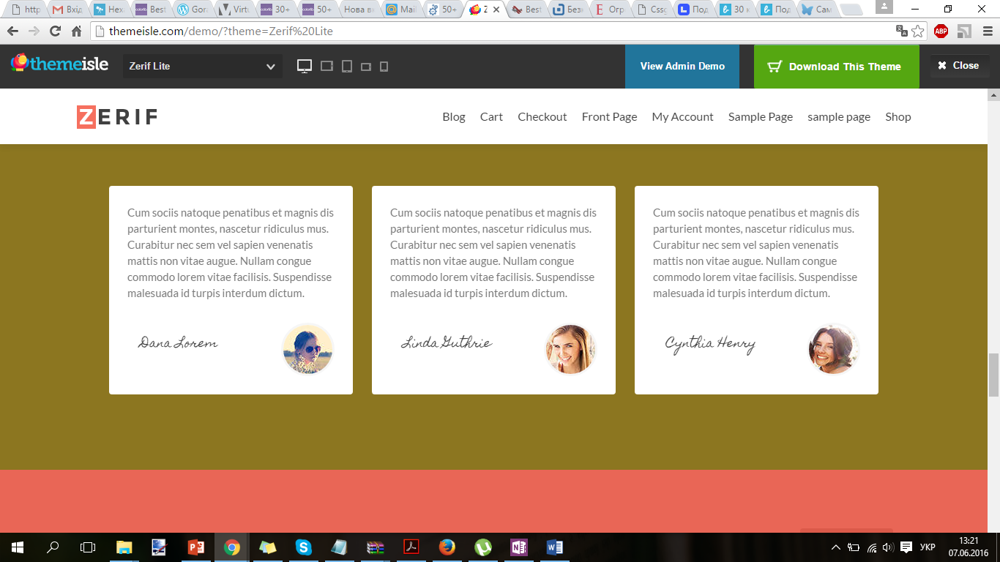 http
Вхід
Нех
Best
Gora
Virtu
30+
50+
Нова в
Mail
50+
Z
Best
Безк
Огр
Cssg
Под
30 к
Под
Сам
themeisle.com/demo/?theme=Zerif%20Lite
ABP
themeisle
Zerif Lite
View Admin Demo
Download This Theme
Close
ZERIF
Blog Cart Checkout Front Page My Account Sample Page sample page Shop
Cum sociis natoque penatibus et magnis dis
parturient montes, nascetur ridiculus mus.
Curabitur nec sem vel sapien venenatis
mattis non vitae augue. Nullam congue
commodo lorem vitae facilisis. Suspendisse
malesuada id turpis interdum dictum.
Dana Lorem
Cum sociis natoque penatibus et magnis dis
parturient montes, nascetur ridiculus mus.
Curabitur nec sem vel sapien venenatis
mattis non vitae augue. Nullam congue
commodo lorem vitae facilisis. Suspendisse
malesuada id turpis interdum dictum.
Linda Guthrie
Cum sociis natoque penatibus et magnis dis
parturient montes, nascetur ridiculus mus.
Curabitur nec sem vel sapien venenatis
mattis non vitae augue. Nullam congue
commodo lorem vitae facilisis. Suspendisse
malesuada id turpis interdum dictum.
Cynthia Henry
УКР
13:21
07.06.2016